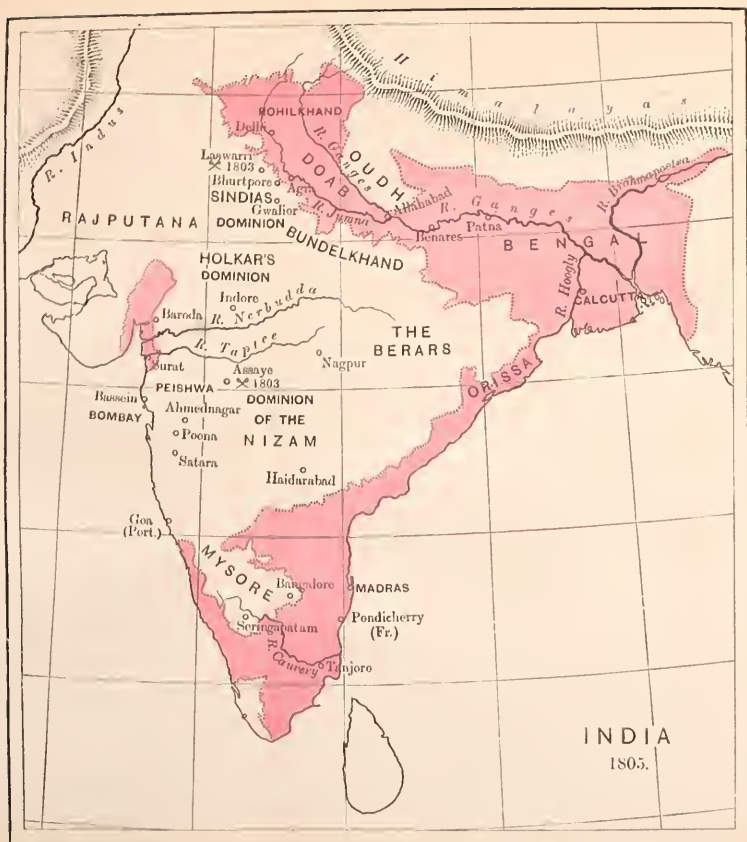 Himalayas
R. Indus
ROHILKHAND
Delhi
R. Ganges
OUDH
DOAB
Laswarri
1803
Bhurtpore
Agra
SINDIAS
Gwalior
DOMINION
R. Jumna
RAJPUTANA
BUNDELKHAND
Allahabad
Benares
R. Ganges
Patna
R. Brahmapootra
BENGAL
HOLKAR'S
DOMINION
Indore
R. Nerbudda
R. Hoogly
CALCUTTA
Baroda
R. Taptee
THE
BERARS
Surat
Assaye
1803
Nagpur
ORISSA
PEISHWA
Bassein
BOMBAY
Ahmednagar
Poona
Satara
DOMINION
OF THE
NIZAM
Haidarabad
Goa
(Port.)
MYSORE
Bangalore
MADRAS
Seringapatam
Pondicherry
(Fr.)
R. Cauvery
Tanjoro
INDIA
1805.